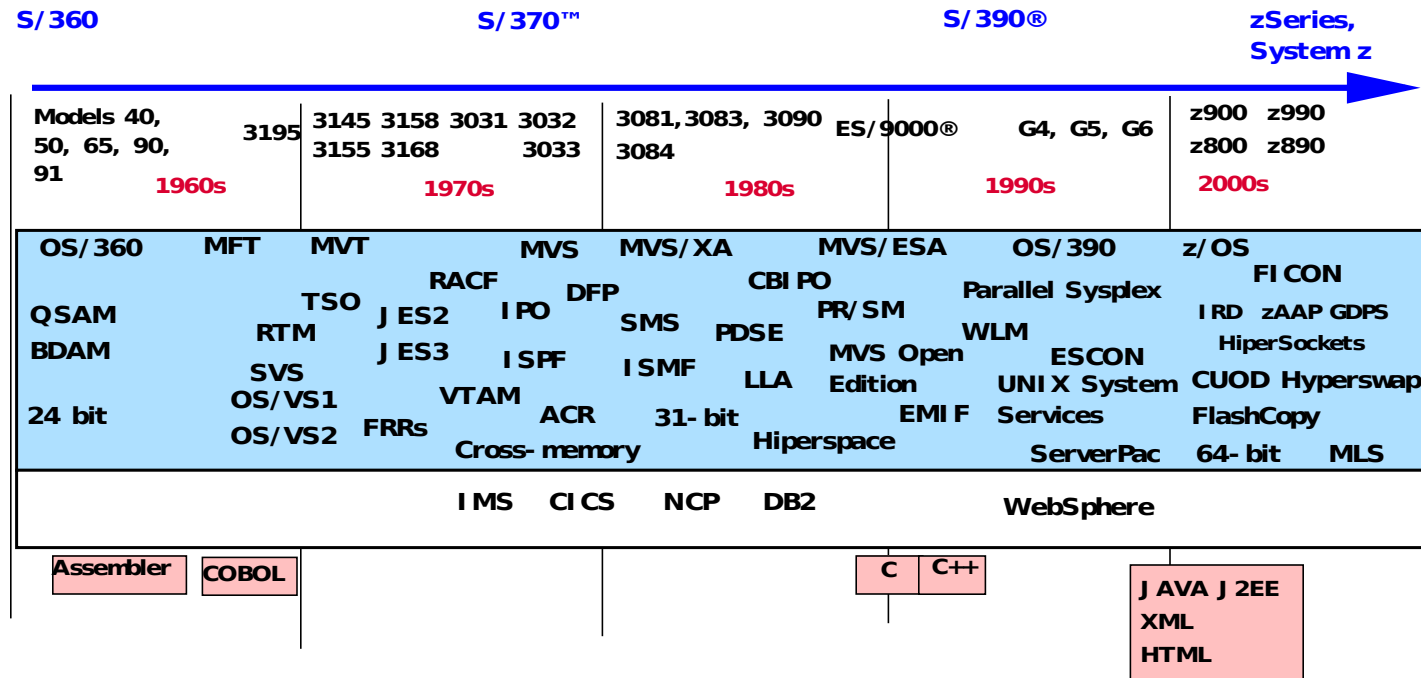 S/360 S/370™ S/390® zSeries,
System z
Models 40,
50, 65, 90,
91
3195
3145 3158 3031 3032
3155 3168 3033
3081,3083, 3090
3084
ES/9000®
G4, G5, G6
z900 z990
z800 z890
1960s 1970s 1980s 1990s 2000s
OS/360 MFT MVT MVS MVS/XA MVS/ESA OS/390 z/OS
RACF CBIPO FICON
TSO IPO DFP PR/SM Parallel Sysplex
QSAM JES2 SMS IRD zAAP GDPS
RTM PDSE WLM HiperSockets
BDAM JES3 ISPF ISMF MVS Open
Edition
ESCON
SVS LLA UNIX System
Services
CUOD Hyperswap
OS/VS1 VTAM
24 bit ACR 31-bit EMIF FlashCopy
OS/VS2 FRRs Cross-memory Hiperspace ServerPac 64-bit MLS
IMS CICS NCP DB2 WebSphere
Assembler COBOL C C++
JAVA J2EE
XML
HTML